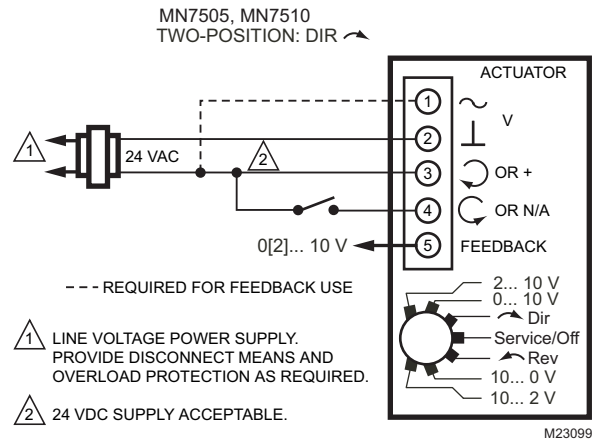 MN7505, MN7510
TWO-POSITION: DIR
ACTUATOR
1
V
2
1
24 VAC
2
3
OR +
4
OR N/A
0[2]... 10 V
5
FEEDBACK
REQUIRED FOR FEEDBACK USE
2... 10 V
0... 10 V
Dir
Service/Off
Rev
10... 0 V
10... 2 V
1 LINE VOLTAGE POWER SUPPLY.
PROVIDE DISCONNECT MEANS AND
OVERLOAD PROTECTION AS REQUIRED.
2 24 VDC SUPPLY ACCEPTABLE.
M23099